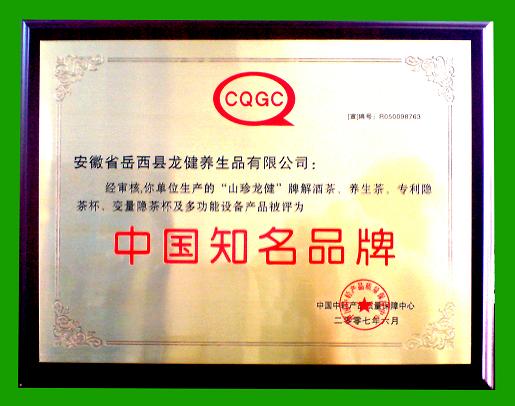 CQGC
[宣]编号：R050098763
安徽省岳西县龙健养生品有限公司：
经审核,你单位生产的“山珍龙健”牌解酒茶、养生茶、专利隐
茶杯、变量隐茶杯及多功能设备产品被评为
中国知名品牌
中国中轻产品质量保障中心
二〇〇七年六月